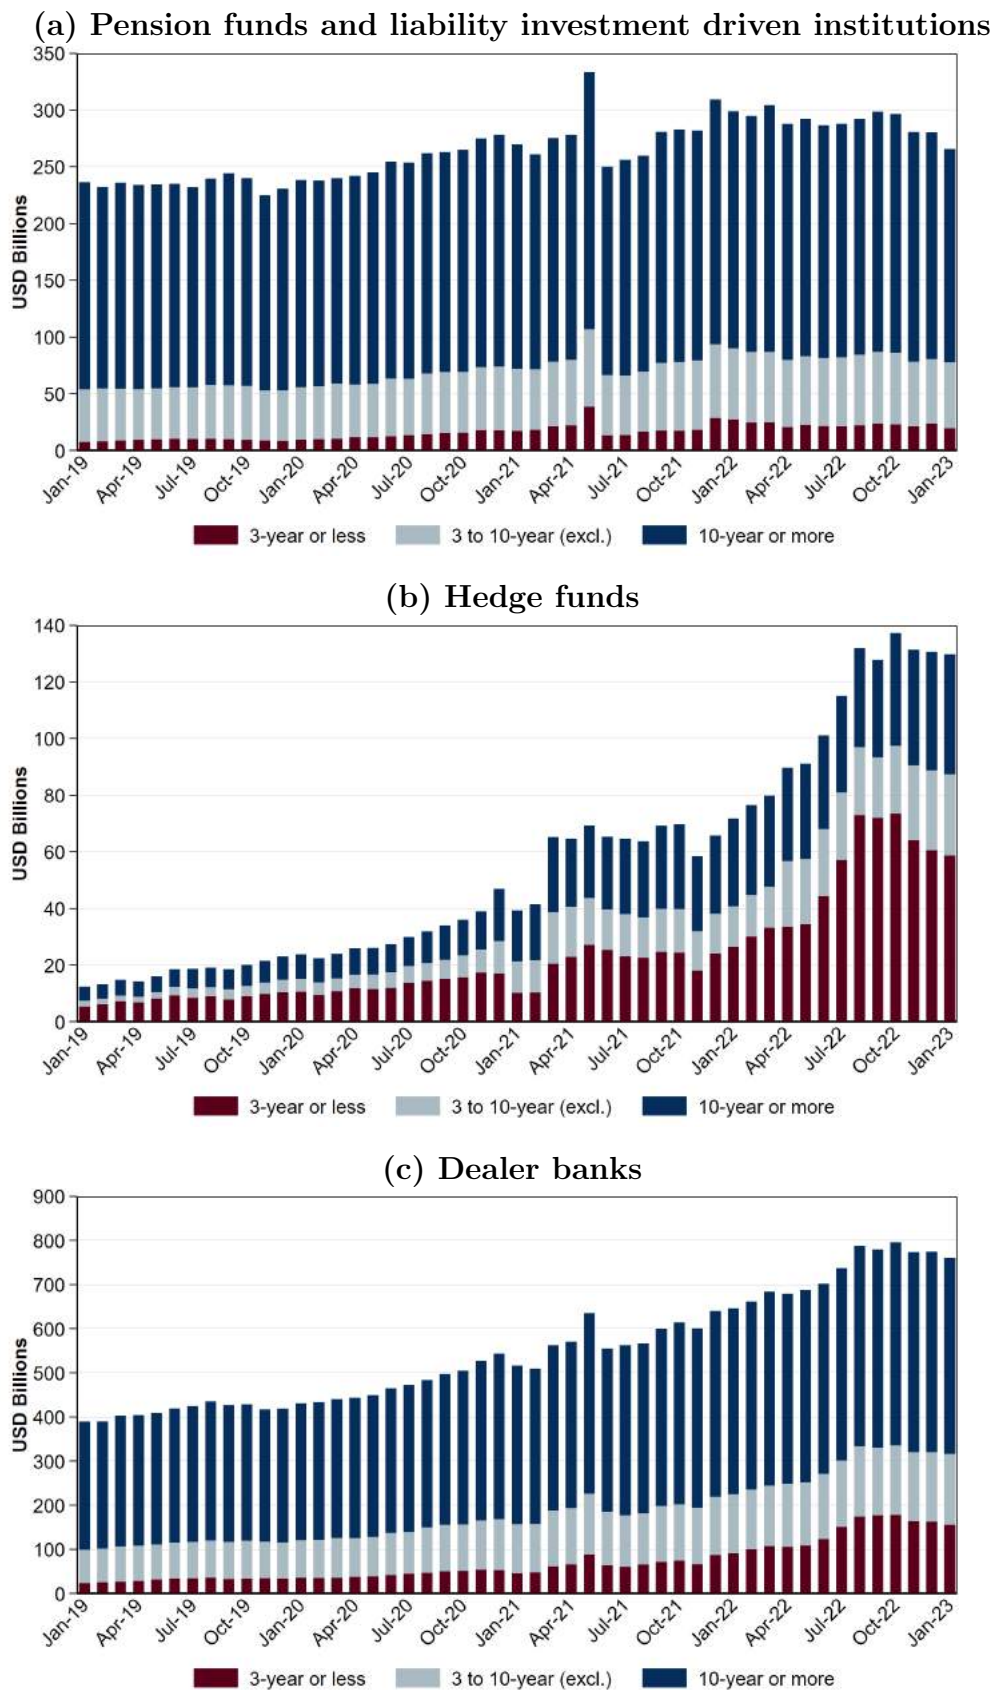 (a) Pension funds and liability investment driven institutions
350
300
250
200
150
100
50
0
USD Billions
Jan-19 Apr-19 Jul-19 Oct-19 Jan-20 Apr-20 Jul-20 Oct-20 Jan-21 Apr-21 Jul-21 Oct-21 Jan-22 Apr-22 Jul-22 Oct-22 Jan-23
3-year or less 3 to 10-year (excl.) 10-year or more
(b) Hedge funds
140
120
100
80
60
40
20
0
USD Billions
Jan-19 Apr-19 Jul-19 Oct-19 Jan-20 Apr-20 Jul-20 Oct-20 Jan-21 Apr-21 Jul-21 Oct-21 Jan-22 Apr-22 Jul-22 Oct-22 Jan-23
3-year or less 3 to 10-year (excl.) 10-year or more
(c) Dealer banks
900
800
700
600
500
400
300
200
100
0
USD Billions
Jan-19 Apr-19 Jul-19 Oct-19 Jan-20 Apr-20 Jul-20 Oct-20 Jan-21 Apr-21 Jul-21 Oct-21 Jan-22 Apr-22 Jul-22 Oct-22 Jan-23
3-year or less 3 to 10-year (excl.) 10-year or more